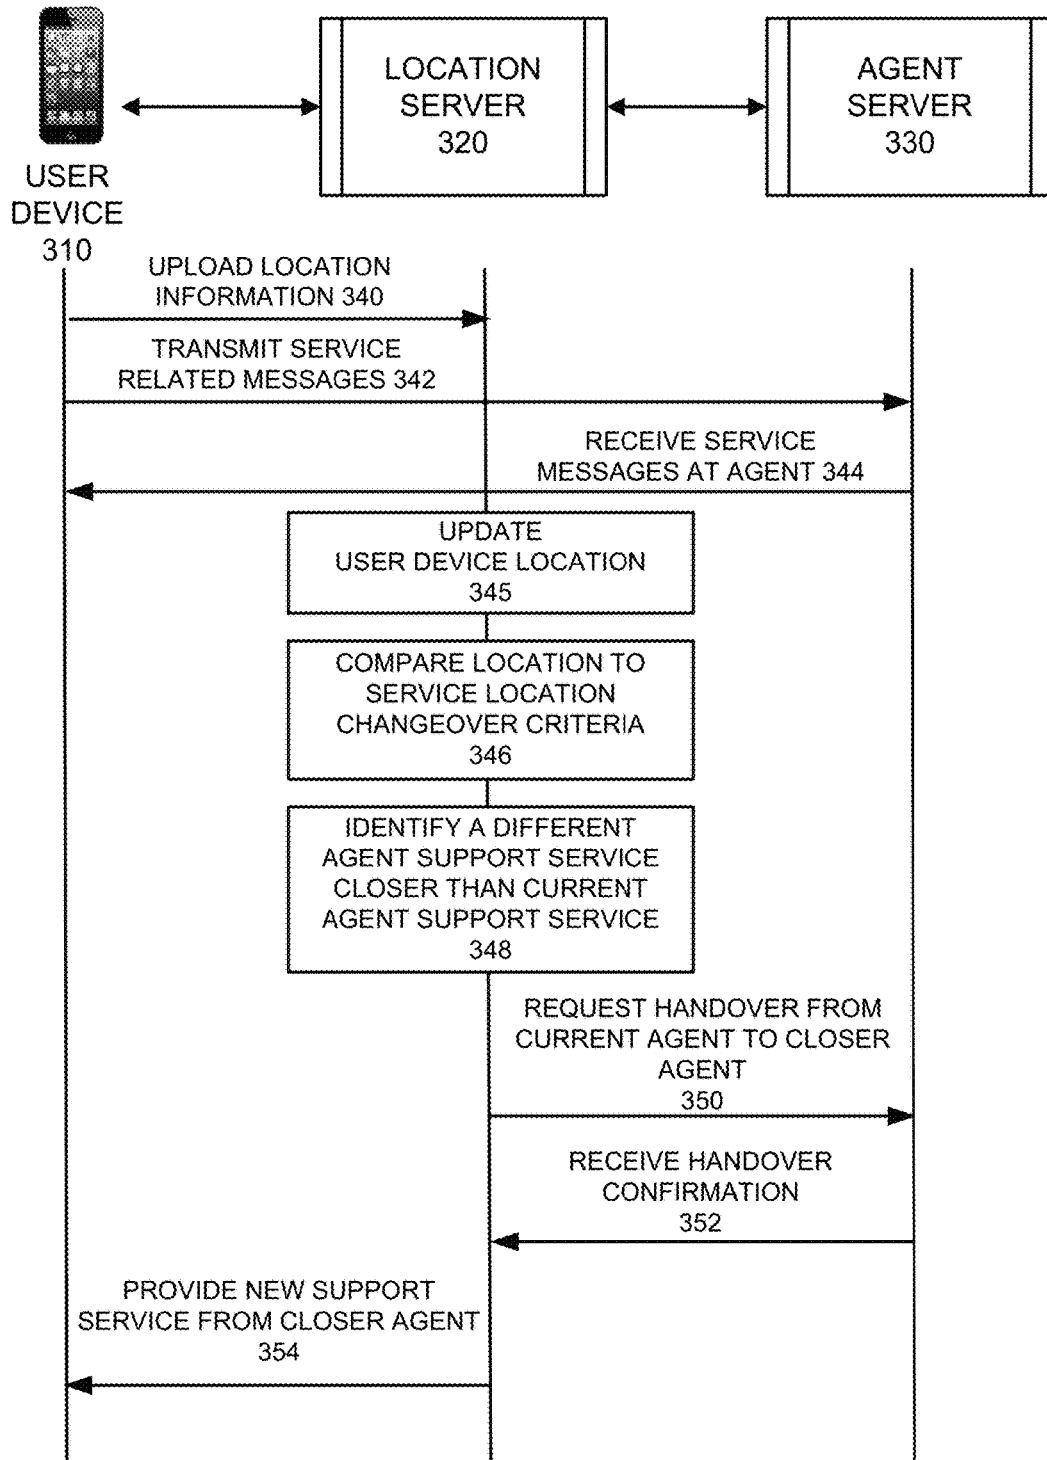 USER
DEVICE
310
LOCATION
SERVER
320
AGENT
SERVER
330
UPLOAD LOCATION
INFORMATION 340
TRANSMIT SERVICE
RELATED MESSAGES 342
RECEIVE SERVICE
MESSAGES AT AGENT 344
UPDATE
USER DEVICE LOCATION
345
COMPARE LOCATION TO
SERVICE LOCATION
CHANGEOVER CRITERIA
346
IDENTIFY A DIFFERENT
AGENT SUPPORT SERVICE
CLOSER THAN CURRENT
AGENT SUPPORT SERVICE
348
REQUEST HANDOVER FROM
CURRENT AGENT TO CLOSER
AGENT
350
RECEIVE HANDOVER
CONFIRMATION
352
PROVIDE NEW SUPPORT
SERVICE FROM CLOSER AGENT
354